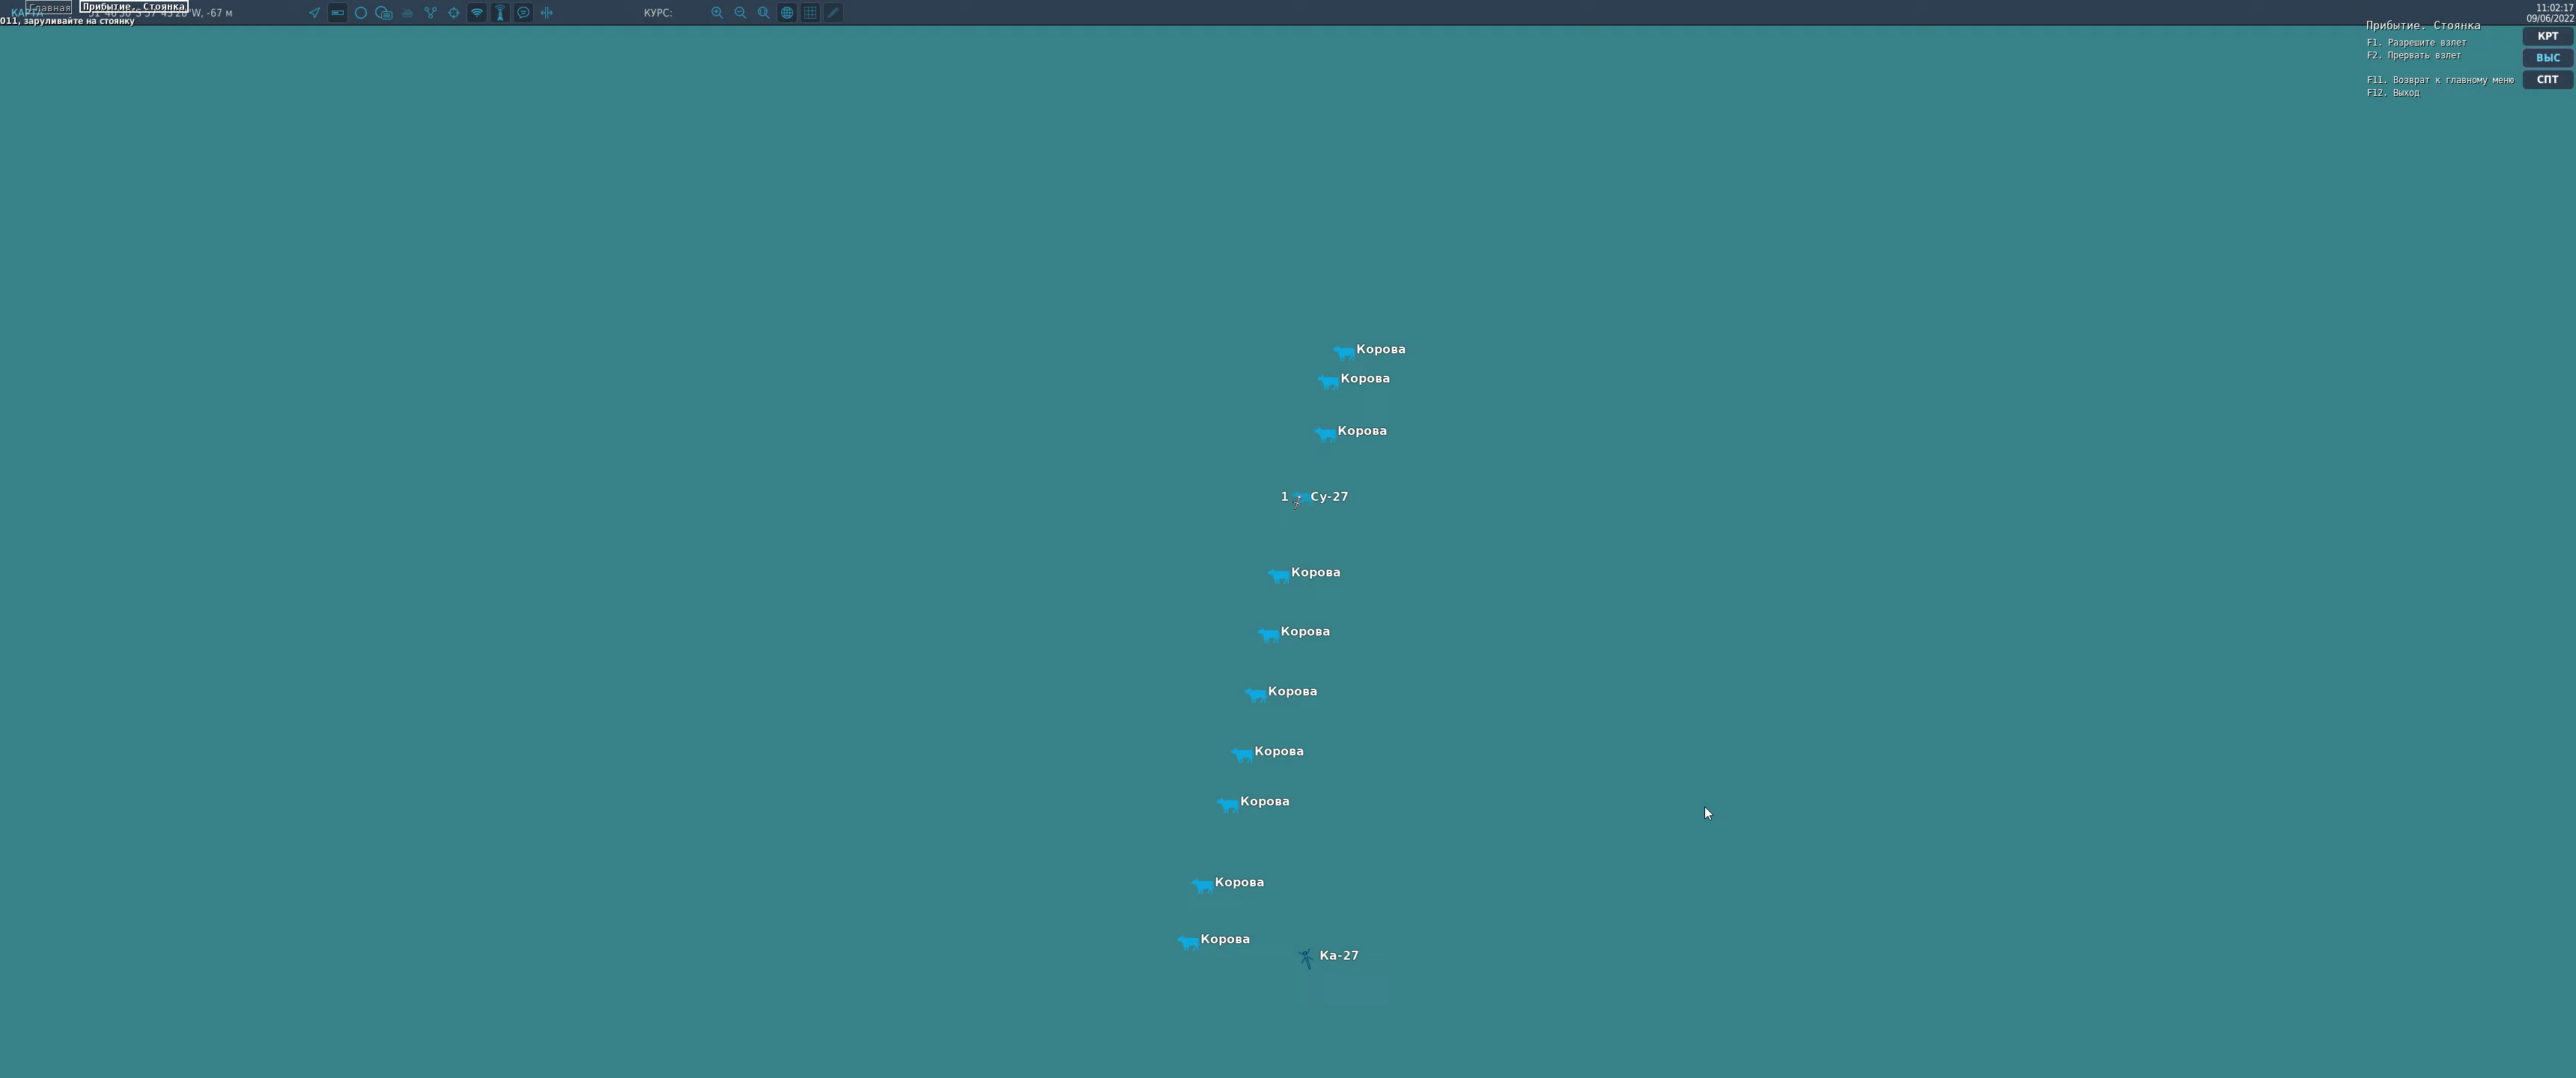 Главная
Прибытие. Стоянка
W, -67 м
011, заруливайте на стоянку
КУРС:
11:02:17
09/06/2022
Прибытие. Стоянка
F1. Разрешите взлет
F2. Прервать взлет
F11. Возврат к главному меню
F12. Выход
КРТ
ВЫС
СПТ
Корова
Корова
Корова
1 Су-27
Корова
Корова
Корова
Корова
Корова
Корова
Корова
Ка-27